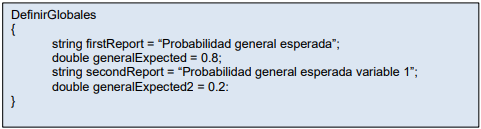 DefinirGlobales
{
string firstReport = “Probabilidad general esperada”;
double generalExpected = 0.8;
string secondReport = “Probabilidad general esperada variable 1”;
double generalExpected2 = 0.2:
}